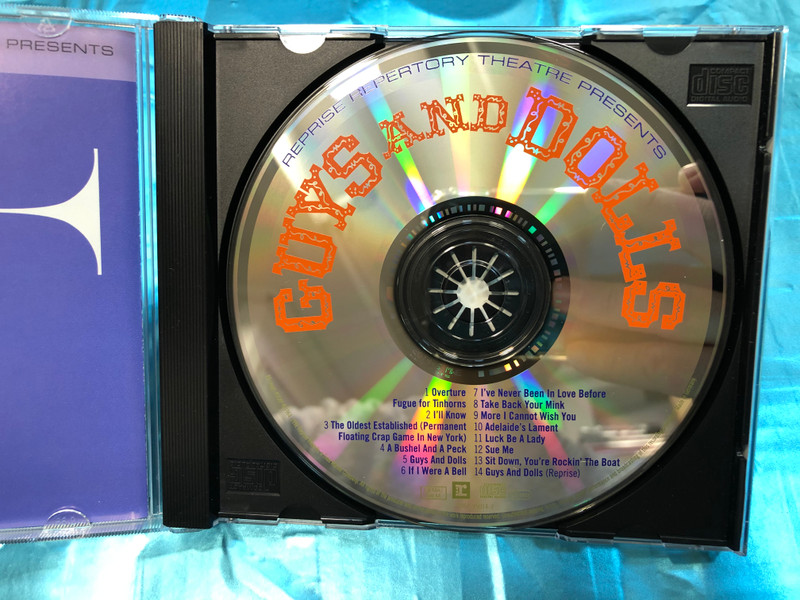 PRESENTS
REPRISE REPERTORY THEATRE PRESENTS
GUYS AND DOLLS
disc
1 Overture
Fugue for Tinhorns
2 I'll Know
3 The Oldest Established (Permanent
Floating Crap Game In New York)
4 A Bushel And A Peck
5 Guys And Dolls
6 If I Were A Bell
7 I've Never Been In Love Before
8 Take Back Your Mink
9 More I Cannot Wish You
10 Adelaide's Lament
11 Luck Be A Lady
12 Sue Me
13 Sit Down, You're Rockin' The Boat
14 Guys And Dolls (Reprise)